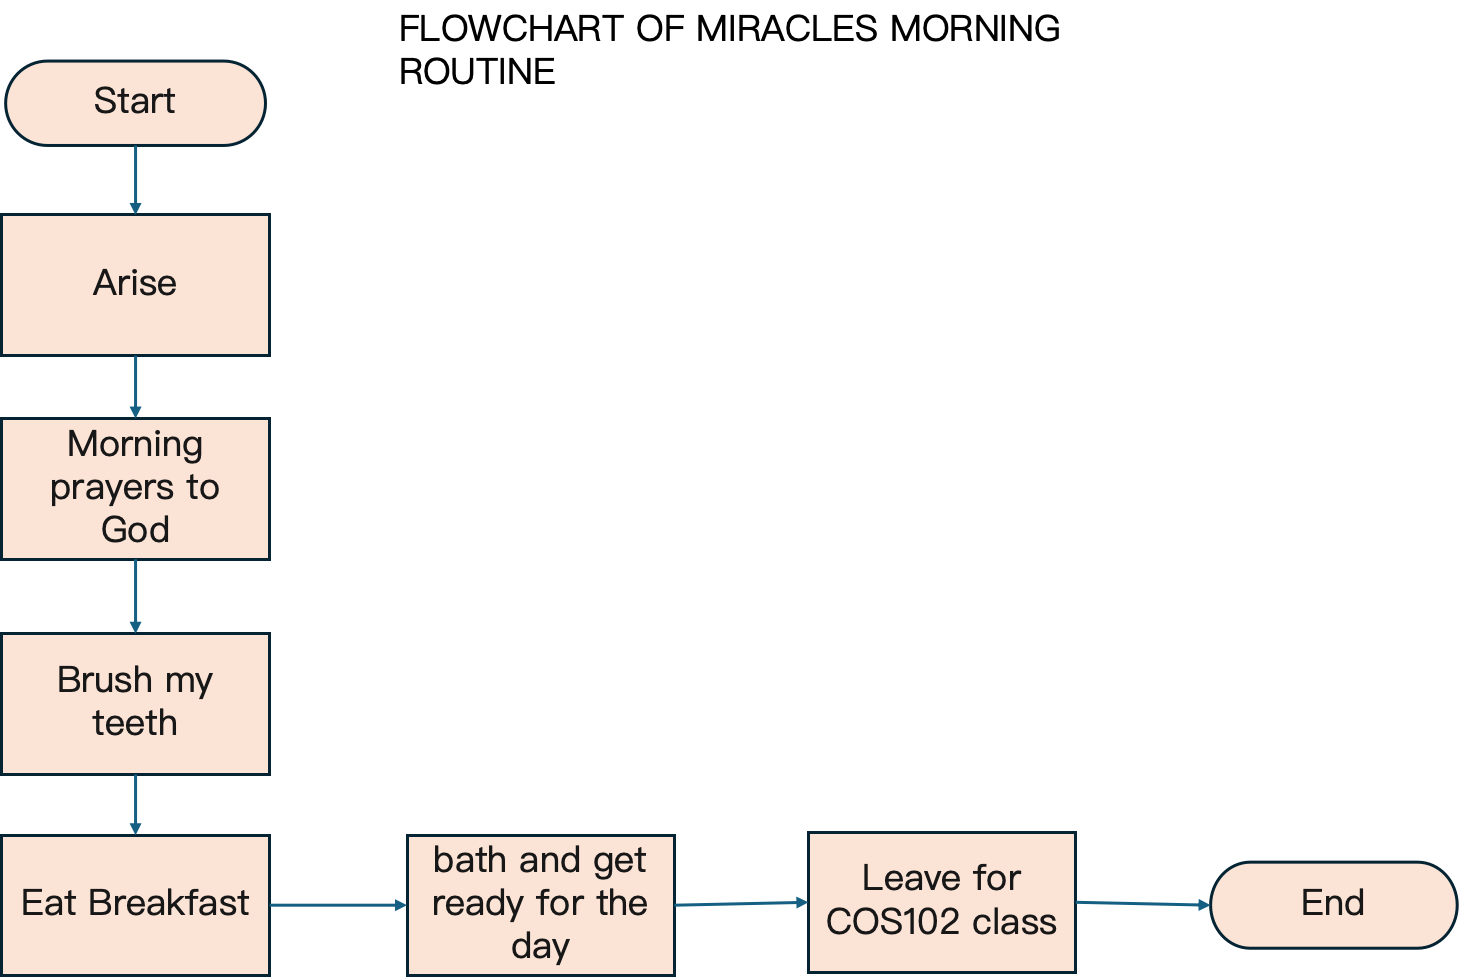 FLOWCHART OF MIRACLES MORNING
ROUTINE
Start
Arise
Morning
prayers to
God
Brush my
teeth
Eat Breakfast
bath and get
ready for the
day
Leave for
COS102 class
End